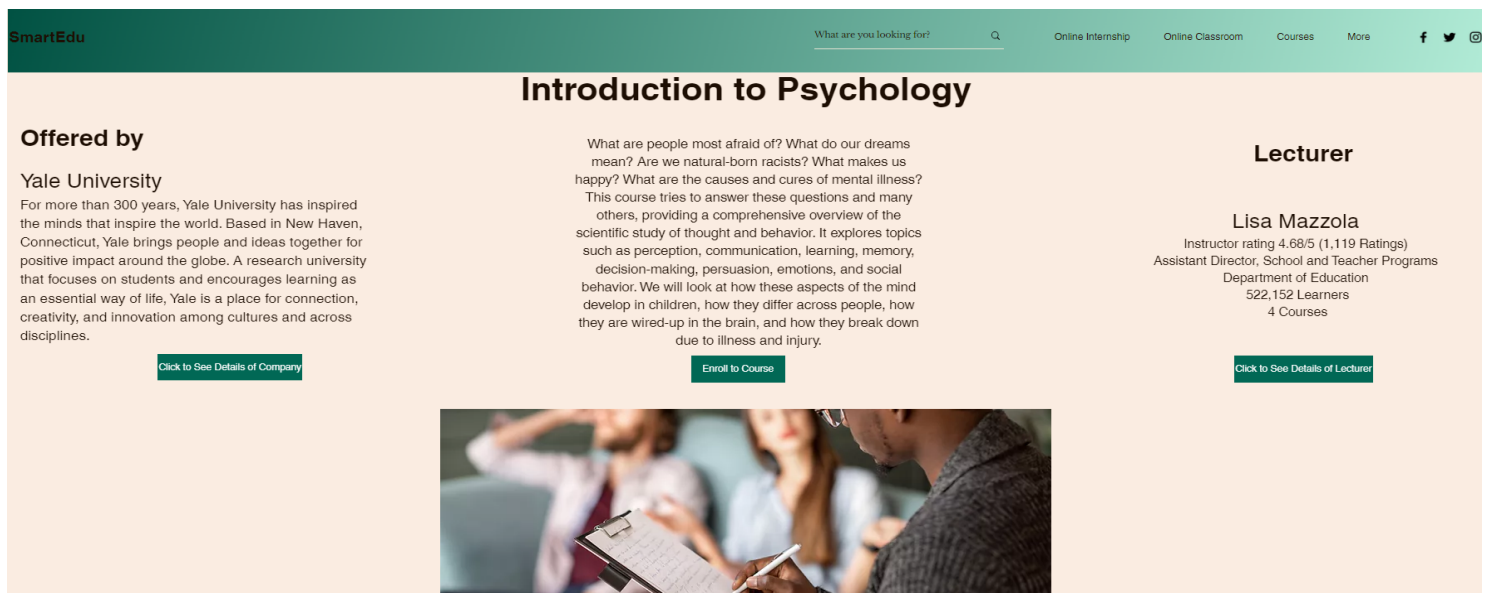 SmartEdu
What are you looking for?
Online Internship
Online Classroom
Courses
More
Introduction to Psychology
Offered by
Yale University
For more than 300 years, Yale University has inspired
the minds that inspire the world. Based in New Haven,
Connecticut, Yale brings people and ideas together for
positive impact around the globe. A research university
that focuses on students and encourages learning as
an essential way of life, Yale is a place for connection,
creativity, and innovation among cultures and across
disciplines.
Click to See Details of Company
What are people most afraid of? What do our dreams
mean? Are we natural-born racists? What makes us
happy? What are the causes and cures of mental illness?
This course tries to answer these questions and many
others, providing a comprehensive overview of the
scientific study of thought and behavior. It explores topics
such as perception, communication, learning, memory,
decision-making, persuasion, emotions, and social
behavior. We will look at how these aspects of the mind
develop in children, how they differ across people, how
they are wired-up in the brain, and how they break down
due to illness and injury.
Enroll to Course
Lecturer
Lisa Mazzola
Instructor rating 4.68/5 (1,119 Ratings)
Assistant Director, School and Teacher Programs
Department of Education
522,152 Learners
4 Courses
Click to See Details of Lecturer